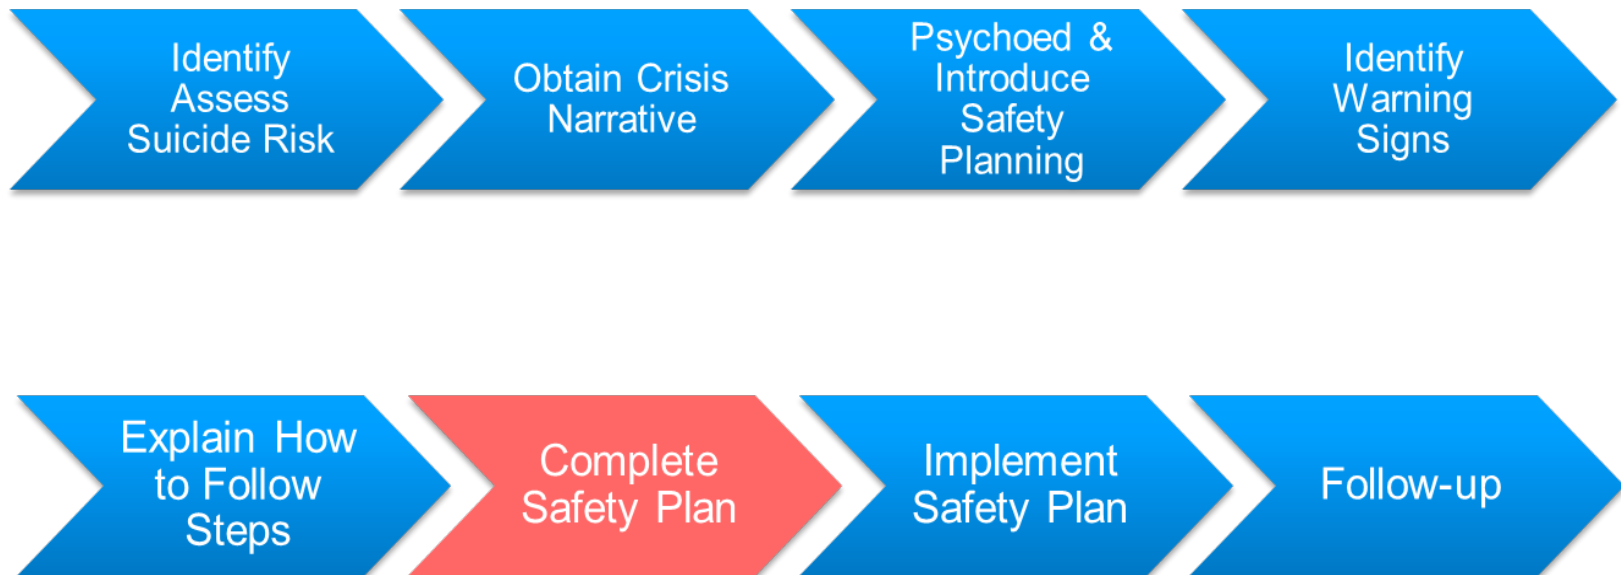 Identify
Assess
Suicide Risk
Obtain Crisis
Narrative
Psychoed &
Introduce
Safety
Planning
Identify
Warning
Signs
Explain How
to Follow
Steps
Complete
Safety Plan
Implement
Safety Plan
Follow-up